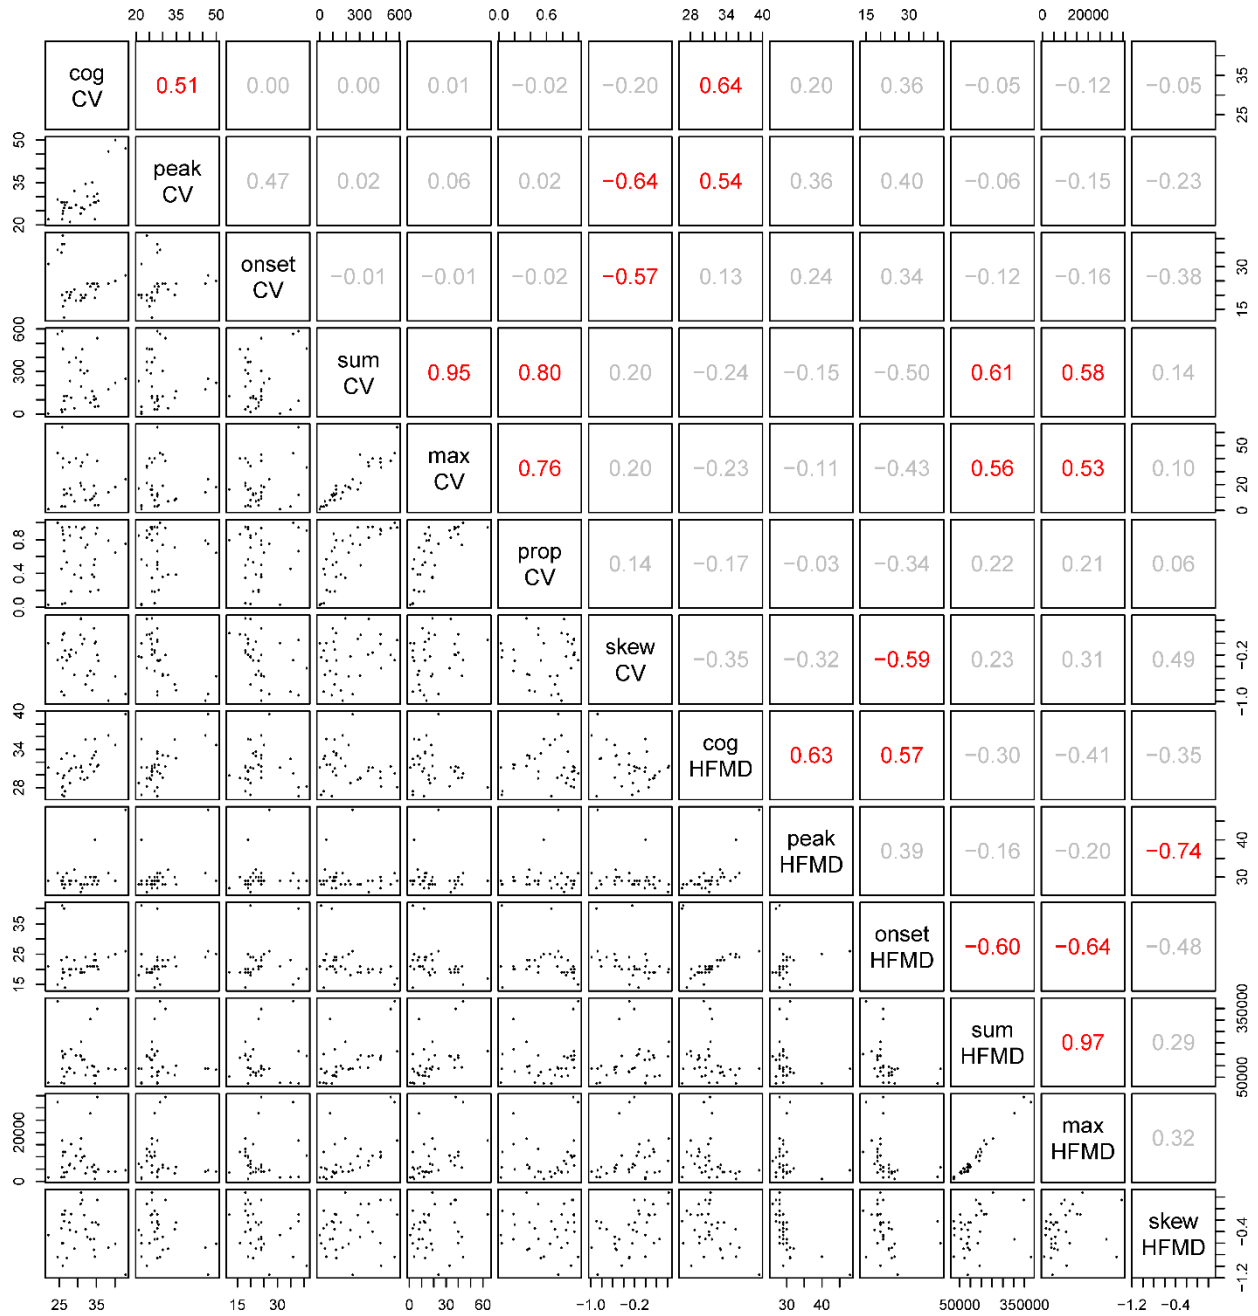 20 35 50 0 300 600 0.0 0.6 28 34 40 15 30 0 20000
cog CV 0.51 0.00 0.00 0.01 −0.02 −0.20 0.64 0.20 0.36 −0.05 −0.12 −0.05 25 35
20 35 50 peak CV 0.47 0.02 0.06 0.02 −0.64 0.54 0.36 0.40 −0.06 −0.15 −0.23
onset CV −0.01 −0.01 −0.02 −0.57 0.13 0.24 0.34 −0.12 −0.16 −0.38 15 30
0 300 600 sum CV 0.95 0.80 0.20 −0.24 −0.15 −0.50 0.61 0.58 0.14
max CV 0.76 0.20 −0.23 −0.11 −0.43 0.56 0.53 0.10 0 20 50
0.0 0.4 0.8 prop CV 0.14 −0.17 −0.03 −0.34 0.22 0.21 0.06
skew CV −0.35 −0.32 −0.59 0.23 0.31 0.49 −1.0 −0.2
28 34 40 cog HFMD 0.63 0.57 −0.30 −0.41 −0.35
peak HFMD 0.39 −0.16 −0.20 −0.74 30 40
15 25 35 onset HFMD −0.60 −0.64 −0.48
sum HFMD 0.97 0.29 50000 350000
0 20000 max HFMD 0.32
skew HFMD −1.2 −0.4
25 35 15 30 0 30 60 −1.0 −0.2 30 40 50000 350000 −1.2 −0.4